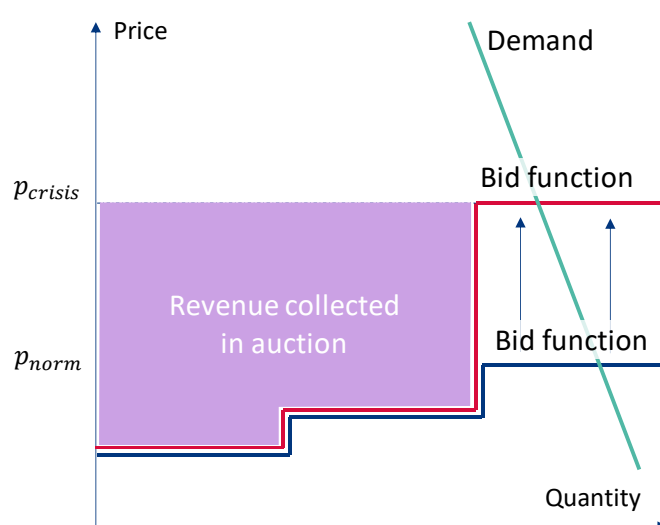 Price
Demand
p_crisis
Bid function
Revenue collected
in auction
Bid function
p_norm
Quantity